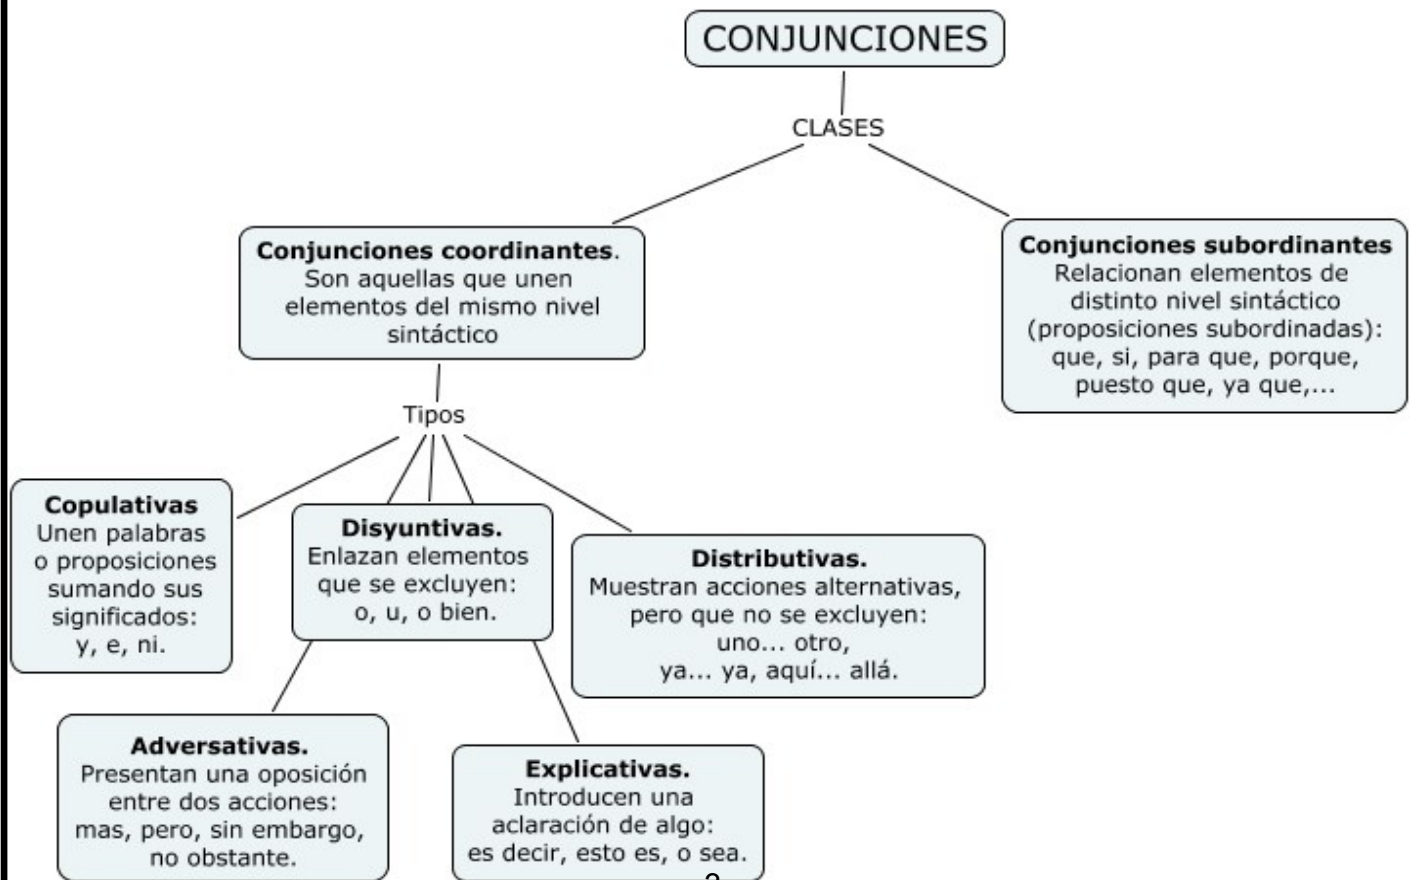 CONJUNCIONES
CLASES
Conjunciones coordinantes.
Son aquellas que unen
elementos del mismo nivel
sintáctico
Conjunciones subordinantes
Relacionan elementos de
distinto nivel sintáctico
(proposiciones subordinadas):
que, si, para que, porque,
puesto que, ya que,...
Tipos
Copulativas
Unen palabras
o proposiciones
sumando sus
significados:
y, e, ni.
Disyuntivas.
Enlazan elementos
que se excluyen:
o, u, o bien.
Distributivas.
Muestran acciones alternativas,
pero que no se excluyen:
uno... otro,
ya... ya, aquí... allá.
Adversativas.
Presentan una oposición
entre dos acciones:
mas, pero, sin embargo,
no obstante.
Explicativas.
Introducen una
aclaración de algo:
es decir, esto es, o sea.